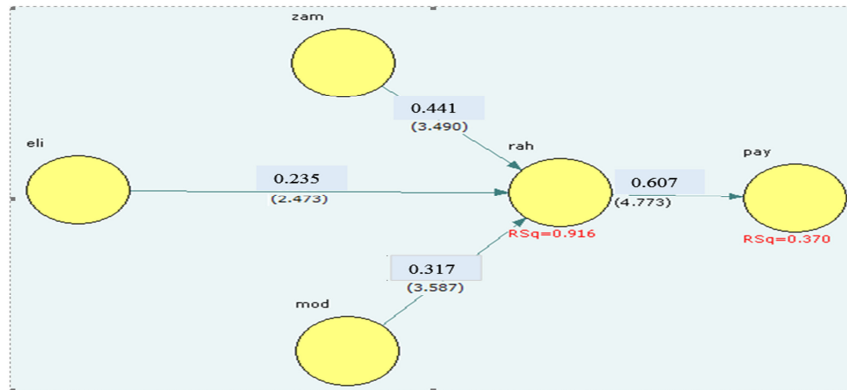 zam
0.441
(3.490)
eli
rah
pay
0.235
(2.473)
0.607
(4.773)
RSq=0.916
RSq=0.370
0.317
(3.587)
mod